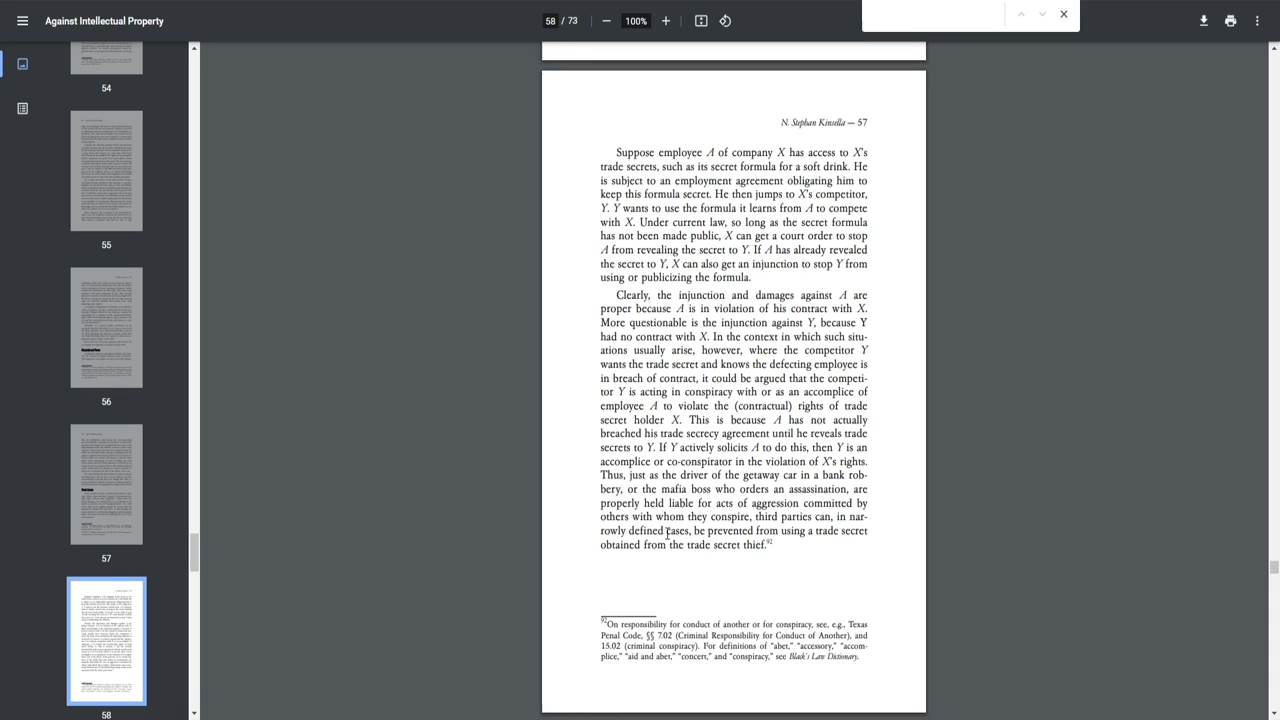 Against Intellectual Property
58 / 73
100%
54
55
56
57
58
N. Stephan Kinsella — 57
Suppose employee A of company X has access to X's
trade secrets, such as its secret formula for a soft drink. He
is subject to an employment agreement obligating him to
keep this formula secret. He then jumps to X's competitor,
Y. Y wants to use the formula it learns from A to compete
with X. Under current law, so long as the secret formula
has not been made public, X can get a court order to stop
A from revealing the secret to Y. If A has already revealed
the secret to Y, X can also get an injunction to stop Y from
using or publicizing the formula.
Clearly, the injunction and damages against A are
proper because A is in violation of his contract with X.
More questionable is the injunction against Y, because Y
had no contract with X. In the context in which such situ-
ations usually arise, however, where the competitor Y
wants the trade secret and knows the defecting employee is
in breach of contract, it could be argued that the competi-
tor Y is acting in conspiracy with or as an accomplice of
employee A to violate the (contractual) rights of trade
secret holder X. This is because A has not actually
breached his trade secrecy agreement until he reveals trade
secrets to Y. If Y actively solicits A to do this, then Y is an
accomplice or co-conspirator in the violation of X's rights.
Thus, just as the driver of the getaway car in a bank rob-
bery, or the mafia boss who orders an assassination, are
properly held liable for acts of aggression committed by
others with whom they conspire, third parties can, in nar-
rowly defined cases, be prevented from using a trade secret
obtained from the trade secret thief.92
92On responsibility for conduct of another or for conspiracy, see, e.g., Texas
Penal Code, §§ 7.02 (Criminal Responsibility for Conduct of Another), and
15.02 (criminal conspiracy). For definitions of "abet," "accessory," "accom-
plice," "aid and abet," "concert," and "conspiracy," see Black's Law Dictionary.